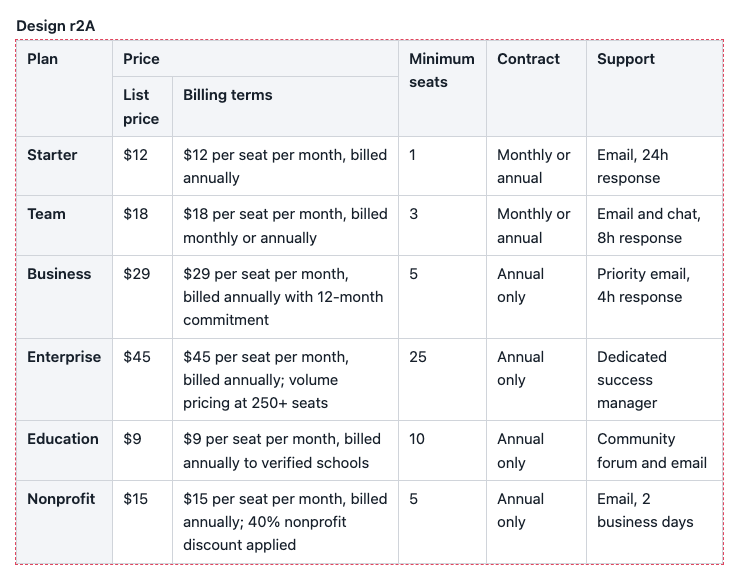 Design r2A
Plan
Price
Minimum
seats
Contract
Support
List
price
Billing terms
Starter
$12
$12 per seat per month, billed
annually
1
Monthly or
annual
Email, 24h
response
Team
$18
$18 per seat per month, billed
monthly or annually
3
Monthly or
annual
Email and chat,
8h response
Business
$29
$29 per seat per month,
billed annually with 12-month
commitment
5
Annual
only
Priority email,
4h response
Enterprise
$45
$45 per seat per month,
billed annually; volume
pricing at 250+ seats
25
Annual
only
Dedicated
success
manager
Education
$9
$9 per seat per month, billed
annually to verified schools
10
Annual
only
Community
forum and email
Nonprofit
$15
$15 per seat per month, billed
annually; 40% nonprofit
discount applied
5
Annual
only
Email, 2
business days